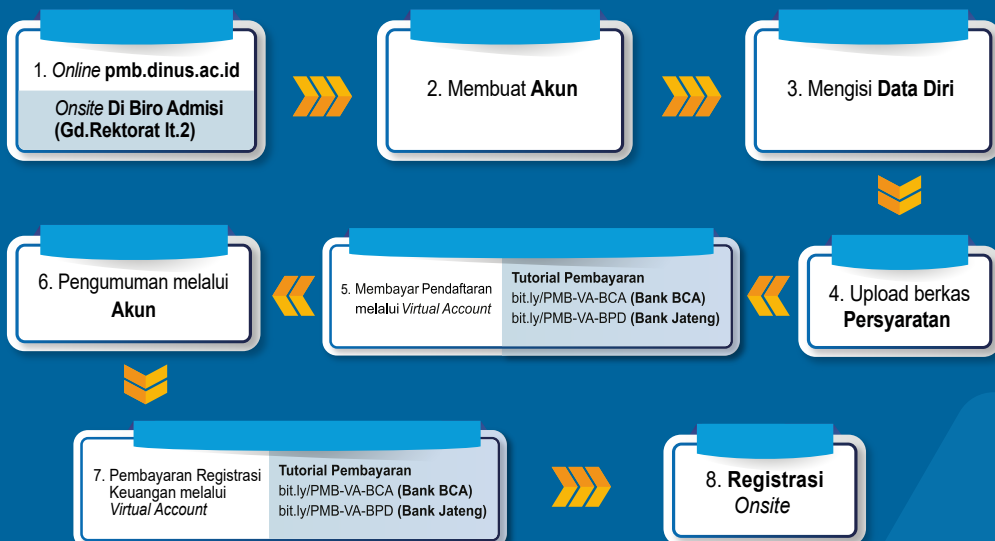 1. Online pmb.dinus.ac.id
Onsite Di Biro Admisi
(Gd.Rektorat lt.2)
2. Membuat Akun
3. Mengisi Data Diri
4. Upload berkas
Persyaratan
5. Membayar Pendaftaran
melalui Virtual Account
Tutorial Pembayaran
bit.ly/PMB-VA-BCA (Bank BCA)
bit.ly/PMB-VA-BPD (Bank Jateng)
6. Pengumuman melalui
Akun
7. Pembayaran Registrasi
Keuangan melalui
Virtual Account
Tutorial Pembayaran
bit.ly/PMB-VA-BCA (Bank BCA)
bit.ly/PMB-VA-BPD (Bank Jateng)
8. Registrasi
Onsite